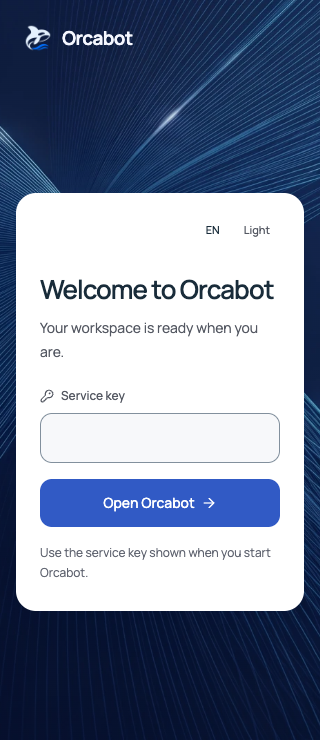 Orcabot
EN Light
Welcome to Orcabot
Your workspace is ready when you
are.
Service key
Open Orcabot →
Use the service key shown when you start
Orcabot.